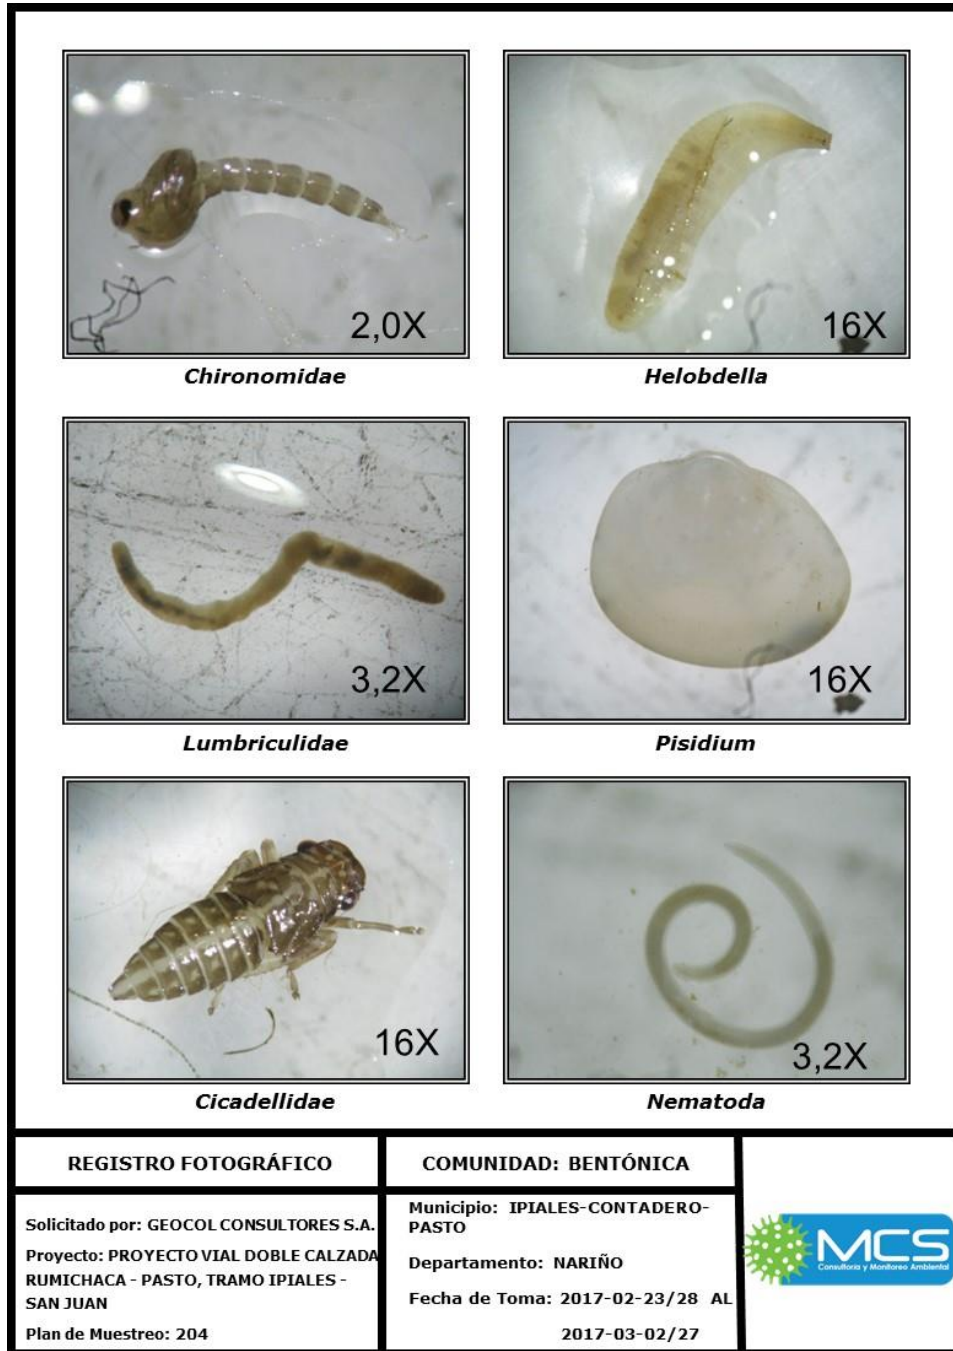 2,0X
16X
Chironomidae
Helobdella
3,2X
16X
Lumbriculidae
Pisidium
16X
3,2X
Cicadellidae
Nematoda
REGISTRO FOTOGRÁFICO
COMUNIDAD: BENTÓNICA
Solicitado por: GEOCOL CONSULTORES S.A.
Proyecto: PROYECTO VIAL DOBLE CALZADA
RUMICHACA - PASTO, TRAMO IPIALES -
SAN JUAN
Plan de Muestreo: 204
Municipio: IPIALES-CONTADERO-
PASTO
Departamento: NARIÑO
Fecha de Toma: 2017-02-23/28 AL
2017-03-02/27
MCS
Consultoría y Monitoreo Ambiental